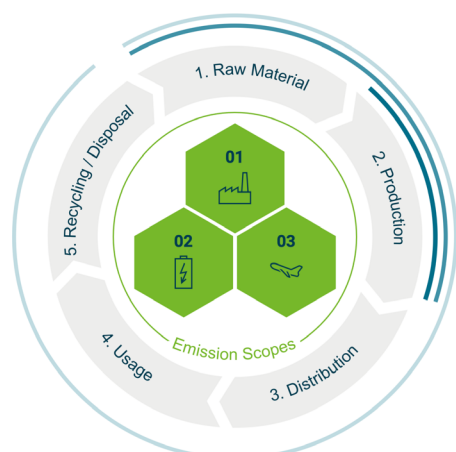 1. Raw Material
2. Production
3. Distribution
4. Usage
5. Recycling / Disposal
01
02
03
Emission Scopes